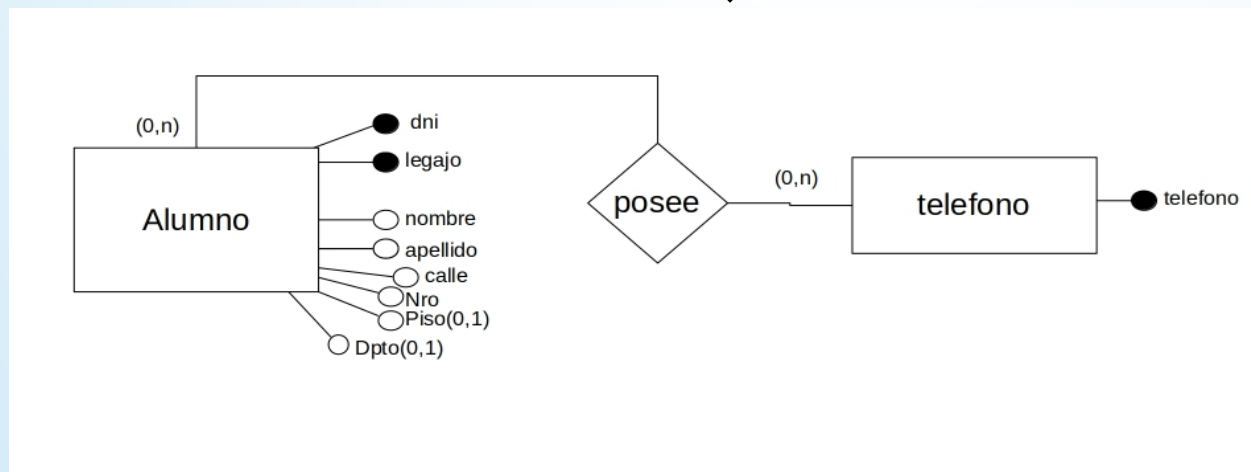 (0,n)
dni
legajo
Alumno
nombre
apellido
calle
Nro
Piso(0,1)
Dpto(0,1)
posee
(0,n)
telefono
telefono